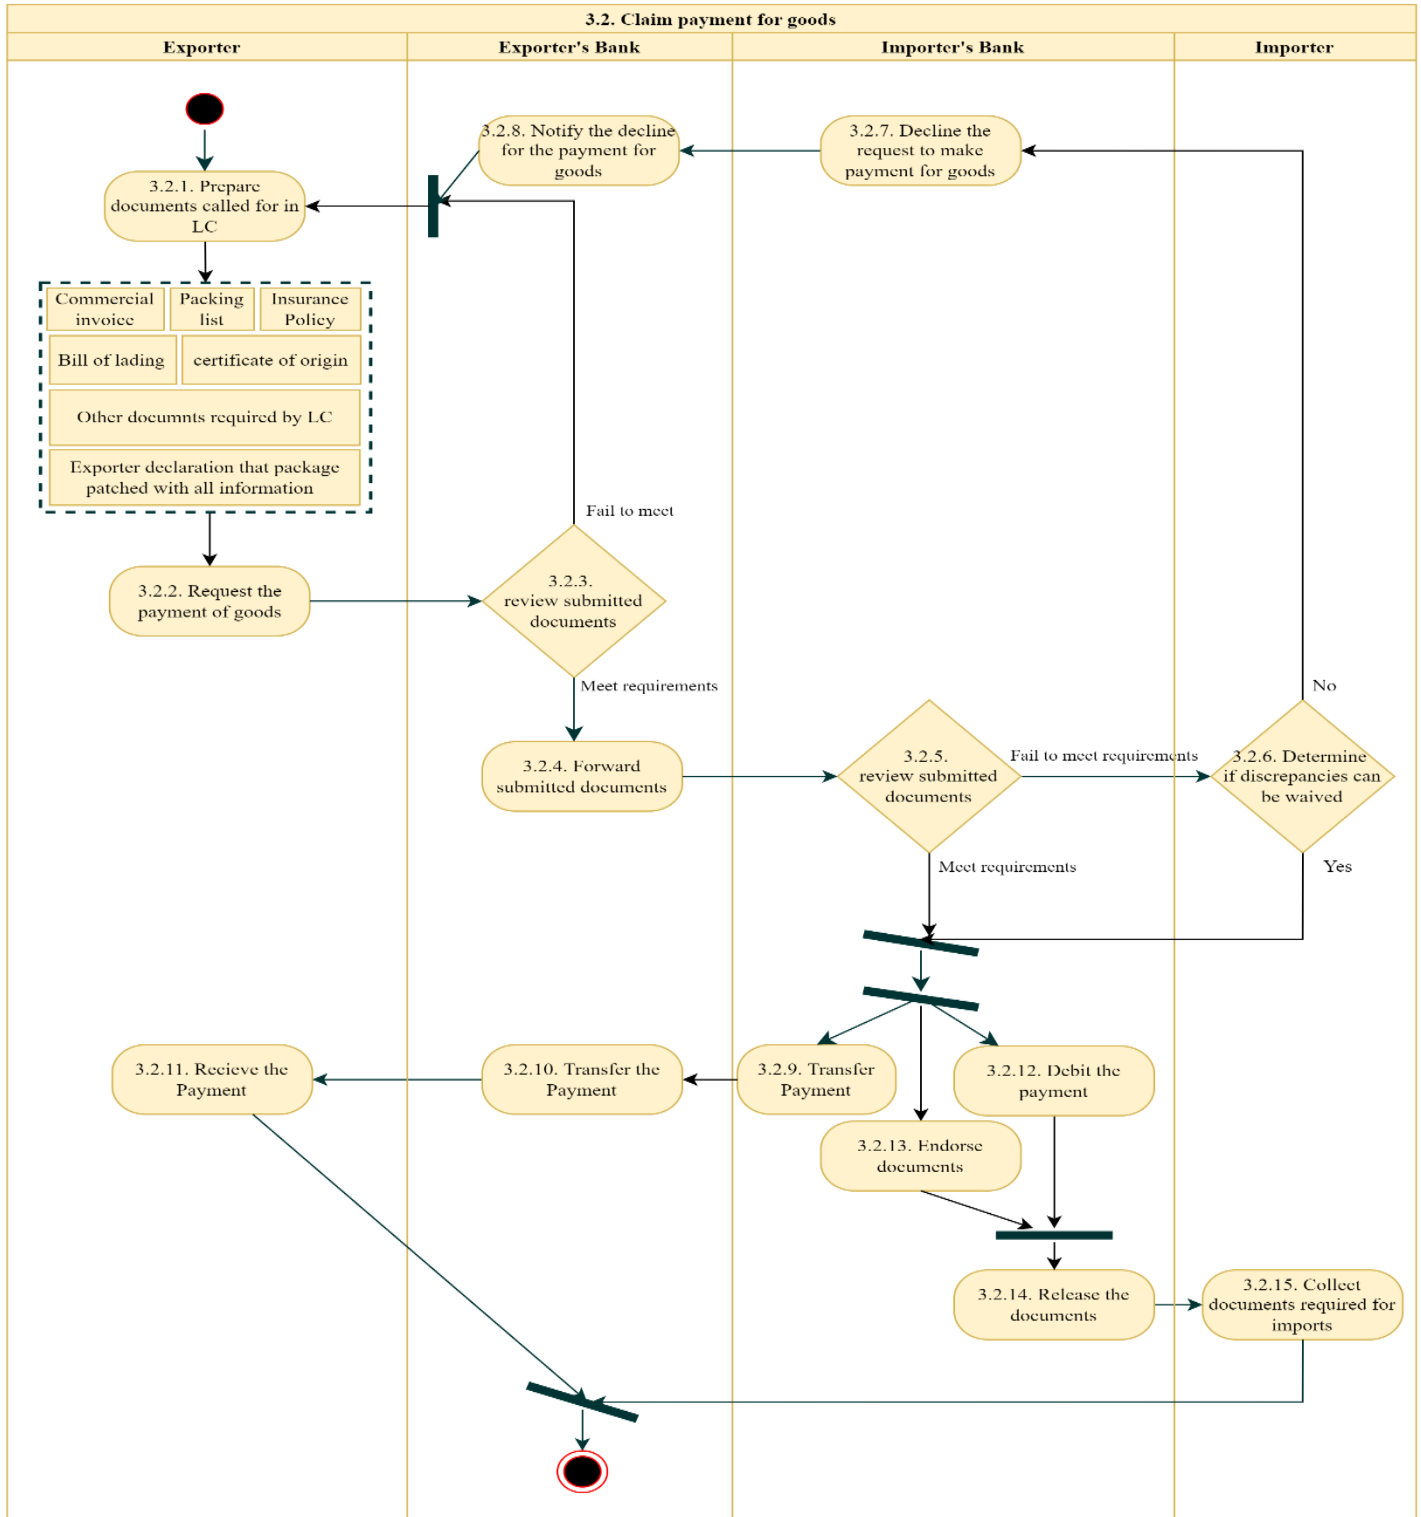 3.2. Claim payment for goods
Exporter
Exporter's Bank
Importer's Bank
Importer
3.2.8. Notify the decline
for the payment for
goods
3.2.7. Decline the
request to make
payment for goods
3.2.1. Prepare
documents called for in
LC
Commercial
invoice
Packing
list
Insurance
Policy
Bill of lading
certificate of origin
Other documnts required by LC
Exporter declaration that package
patched with all information
Fail to meet
3.2.2. Request the
payment of goods
3.2.3.
review submitted
documents
Meet requirements
No
3.2.4. Forward
submitted documents
3.2.5.
review submitted
documents
Fail to meet requirements
3.2.6. Determine
if discrepancies can
be waived
Meet requirements
Yes
3.2.11. Recieve the
Payment
3.2.10. Transfer the
Payment
3.2.9. Transfer
Payment
3.2.12. Debit the
payment
3.2.13. Endorse
documents
3.2.14. Release the
documents
3.2.15. Collect
documents required for
imports